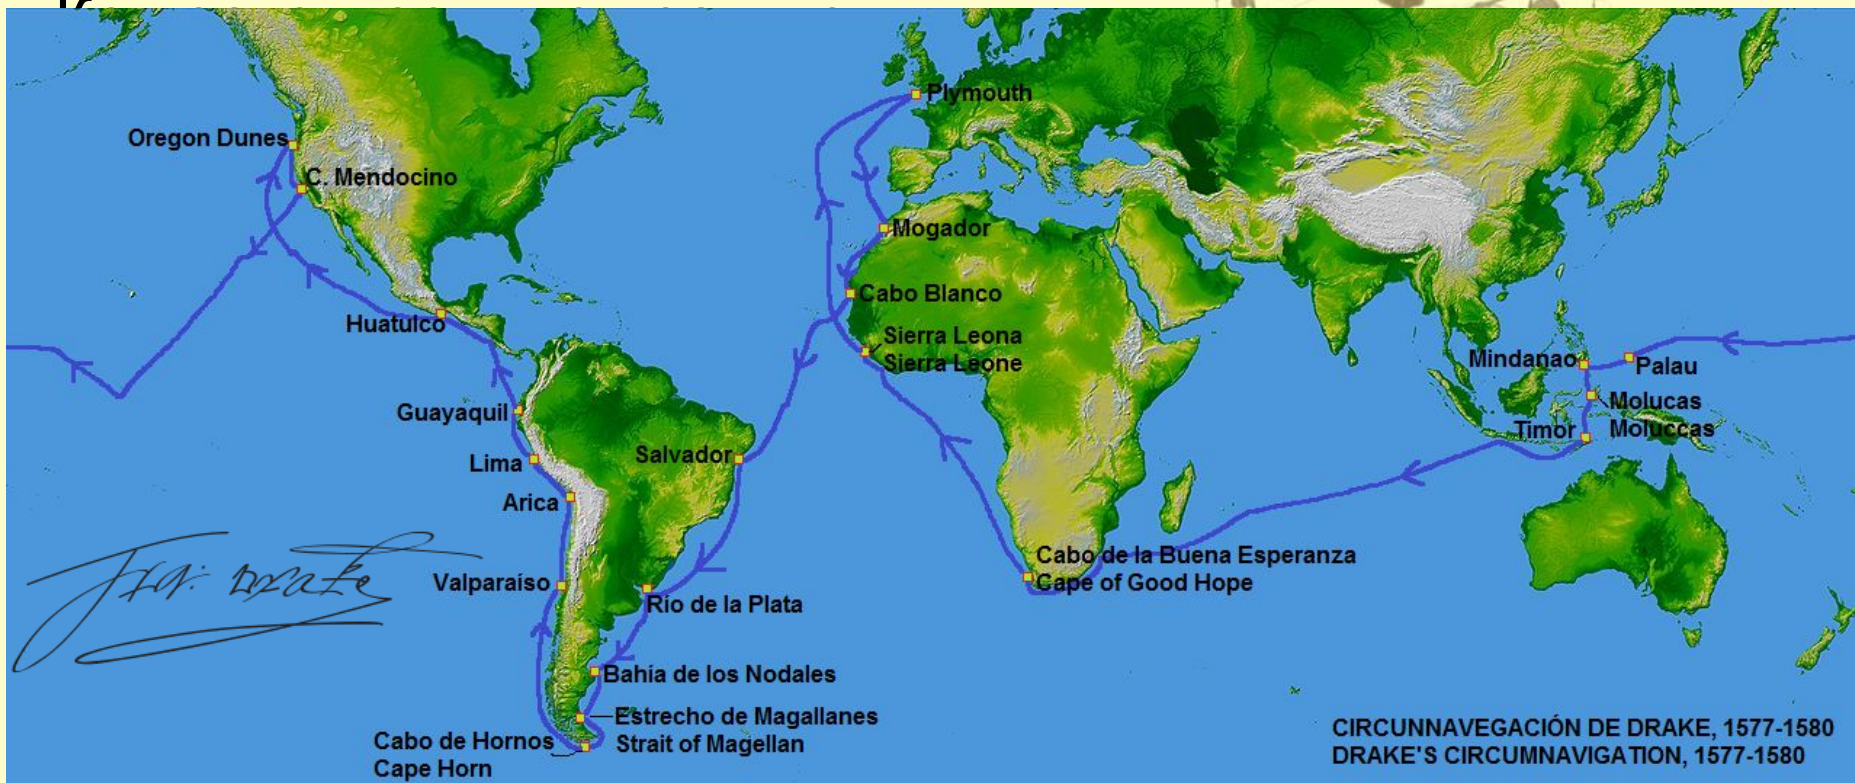 Plymouth
Oregon Dunes
C. Mendocino
Mogador
Cabo Blanco
Huatulco
Sierra Leona
Sierra Leone
Mindanao
Palau
Guayaquil
Molucas
Moluccas
Timor
Salvador
Lima
Arica
Cabo de la Buena Esperanza
Cape of Good Hope
Valparaíso
Río de la Plata
Bahía de los Nodales
Estrecho de Magallanes
Strait of Magellan
Cabo de Hornos
Cape Horn
Fra: Drake
CIRCUNNAVEGACIÓN DE DRAKE, 1577-1580
DRAKE'S CIRCUMNAVIGATION, 1577-1580